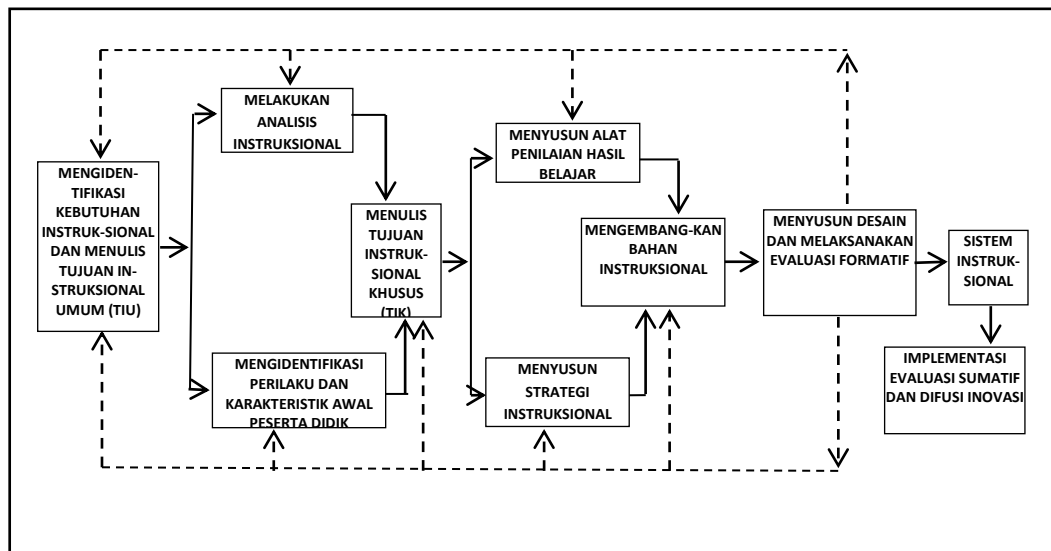 MENGIDEN-
TIFIKASI
KEBUTUHAN
INSTRUK-SIONAL
DAN MENULIS
TUJUAN IN-
STRUKSIONAL
UMUM (TIU)
MELAKUKAN
ANALISIS
INSTRUKSIONAL
MENGIDENTIFIKASI
PERILAKU DAN
KARAKTERISTIK AWAL
PESERTA DIDIK
MENULIS
TUJUAN
INSTRUK-
SIONAL
KHUSUS
(TIK)
MENYUSUN ALAT
PENILAIAN HASIL
BELAJAR
MENYUSUN
STRATEGI
INSTRUKSIONAL
MENGEMBANG-KAN
BAHAN
INSTRUKSIONAL
MENYUSUN DESAIN
DAN MELAKSANAKAN
EVALUASI FORMATIF
SISTEM
INSTRUK-
SIONAL
IMPLEMENTASI
EVALUASI SUMATIF
DAN DIFUSI INOVASI